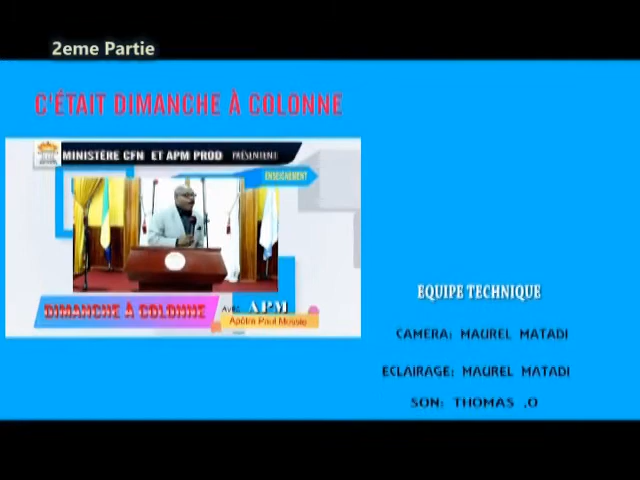 2eme Partie
C'ÉTAIT DIMANCHE À COLONNE
MINISTÈRE CFN ET APM PROD PRÉSENTENT
ENSEIGNEMENT
DIMANCHE À COLONNE
Avec APM
Apôtre Paul
EQUIPE TECHNIQUE
CAMERA: MAUREL MATADI
ECLAIRAGE: MAUREL MATADI
SON: THOMAS .O